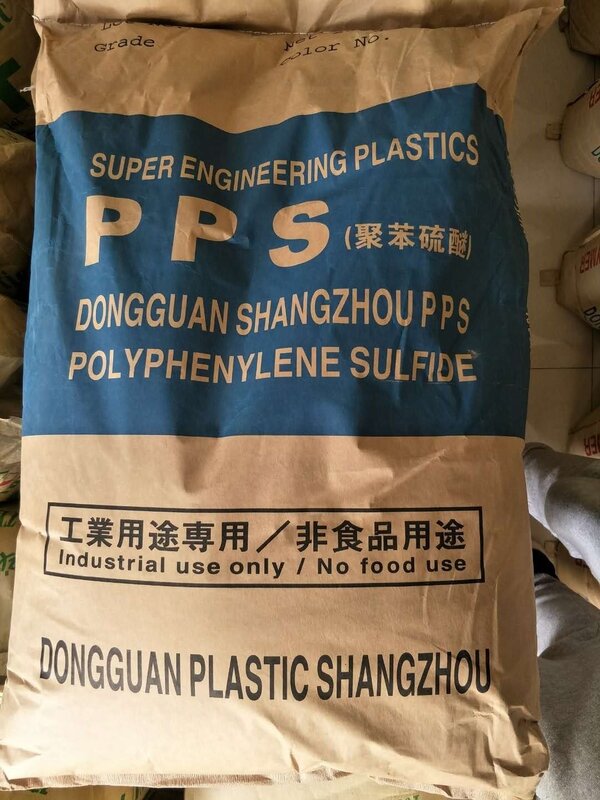 Grade
Color No.
SUPER ENGINEERING PLASTICS
PPS (聚苯硫醚)
DONGGUAN SHANGZHOU PPS
POLYPHENYLENE SULFIDE
工業用途専用／非食品用途
Industrial use only / No food use
DONGGUAN PLASTIC SHANGZHOU